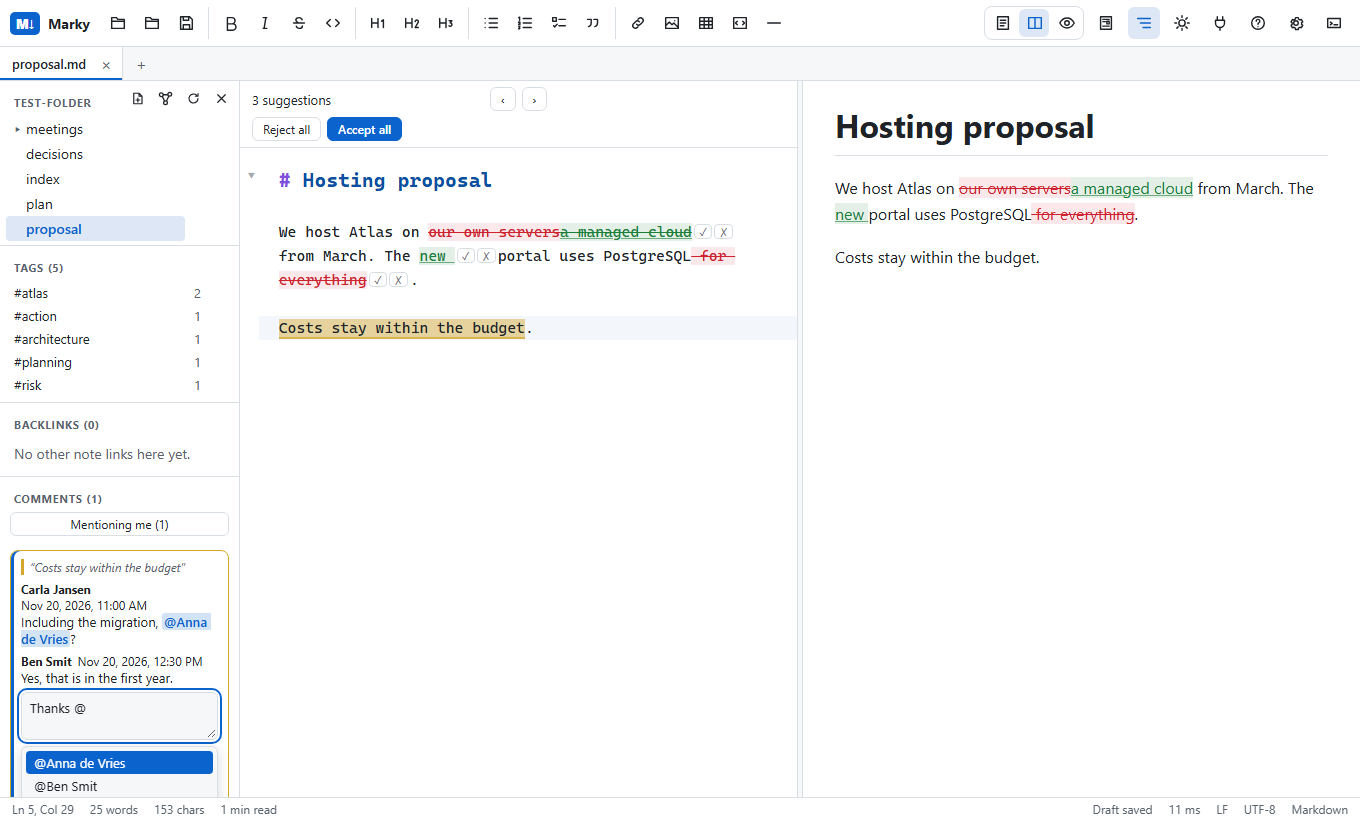 M↓ Marky B I S <> H1 H2 H3
proposal.md × +
TEST-FOLDER
meetings
decisions
index
plan
proposal
TAGS (5)
#atlas 2
#action 1
#architecture 1
#planning 1
#risk 1
BACKLINKS (0)
No other note links here yet.
COMMENTS (1)
Mentioning me (1)
“Costs stay within the budget”
Carla Jansen
Nov 20, 2026, 11:00 AM
Including the migration, @Anna
de Vries?
Ben Smit Nov 20, 2026, 12:30 PM
Yes, that is in the first year.
Thanks @
@Anna de Vries
@Ben Smit
3 suggestions ‹ ›
Reject all Accept all
# Hosting proposal
We host Atlas on our own serversa managed cloud ✓ X
from March. The new ✓ X portal uses PostgreSQL for
everything ✓ X .
Costs stay within the budget.
Hosting proposal
We host Atlas on our own serversa managed cloud from March. The
new portal uses PostgreSQL for everything.
Costs stay within the budget.
Ln 5, Col 29 25 words 153 chars 1 min read Draft saved 11 ms LF UTF-8 Markdown